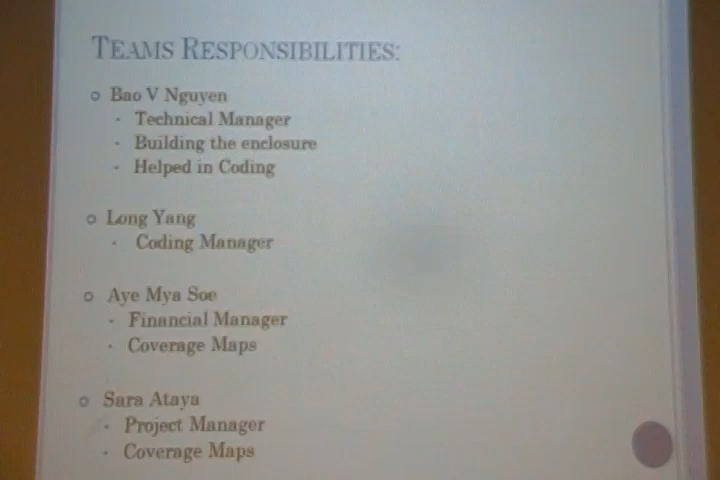 TEAMS RESPONSIBILITIES:
Bao V Nguyen
Technical Manager
Building the enclosure
Helped in Coding
Long Yang
Coding Manager
Aye Mya Soe
Financial Manager
Coverage Maps
Sara Ataya
Project Manager
Coverage Maps